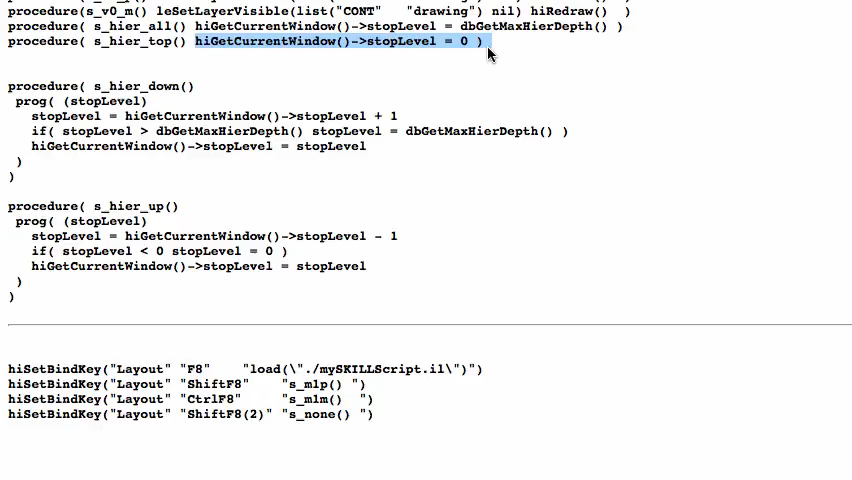 procedure(s_v0_m() leSetLayerVisible(list("CONT"   "drawing") nil) hiRedraw()  )
procedure( s_hier_all() hiGetCurrentWindow()->stopLevel = dbGetMaxHierDepth() )
procedure( s_hier_top() hiGetCurrentWindow()->stopLevel = 0 )
procedure( s_hier_down()
prog( (stopLevel)
stopLevel = hiGetCurrentWindow()->stopLevel + 1
if( stopLevel > dbGetMaxHierDepth() stopLevel = dbGetMaxHierDepth() )
hiGetCurrentWindow()->stopLevel = stopLevel
)
)
procedure( s_hier_up()
prog( (stopLevel)
stopLevel = hiGetCurrentWindow()->stopLevel - 1
if( stopLevel < 0 stopLevel = 0 )
hiGetCurrentWindow()->stopLevel = stopLevel
)
)
hiSetBindKey("Layout" "F8"    "load(\"./mySKILLScript.il\")")
hiSetBindKey("Layout" "ShiftF8"    "s_m1p() ")
hiSetBindKey("Layout" "CtrlF8"     "s_m1m()  ")
hiSetBindKey("Layout" "ShiftF8(2)" "s_none() ")